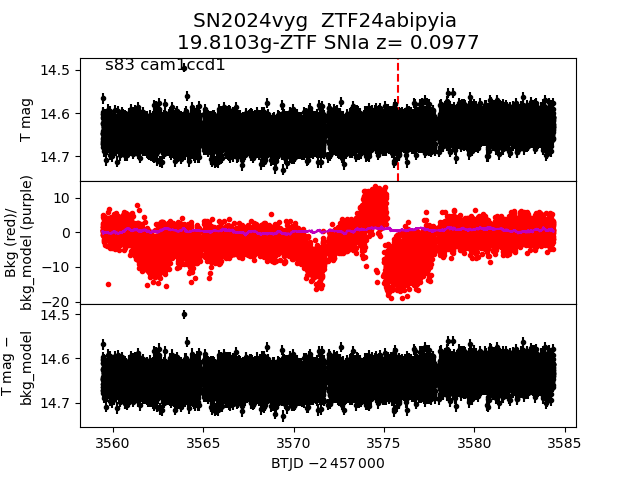 SN2024vyg  ZTF24abipyia
19.8103g-ZTF SNIa z= 0.0977
s83 cam1ccd1
14.5
14.6
14.7
T mag
10
0
−10
−20
Bkg (red)/
bkg_model (purple)
14.5
14.6
14.7
T mag −
bkg_model
3560
3565
3570
3575
3580
3585
BTJD −2 457 000